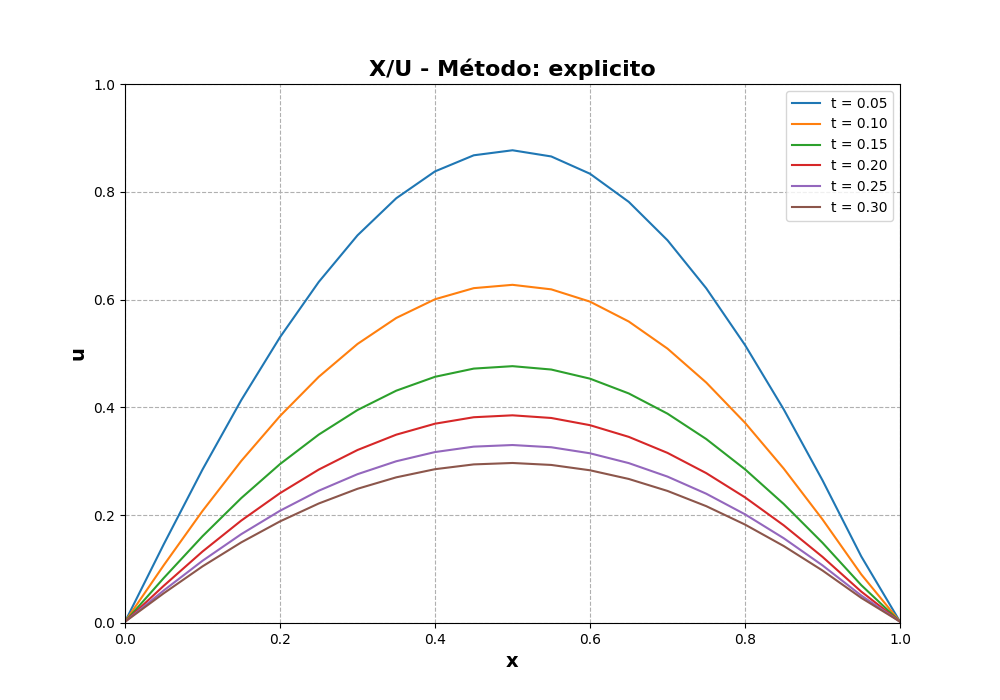 X/U - Método: explicito
1.0
0.8
0.6
0.4
0.2
0.0
u
t = 0.05
t = 0.10
t = 0.15
t = 0.20
t = 0.25
t = 0.30
0.0 0.2 0.4 0.6 0.8 1.0
x